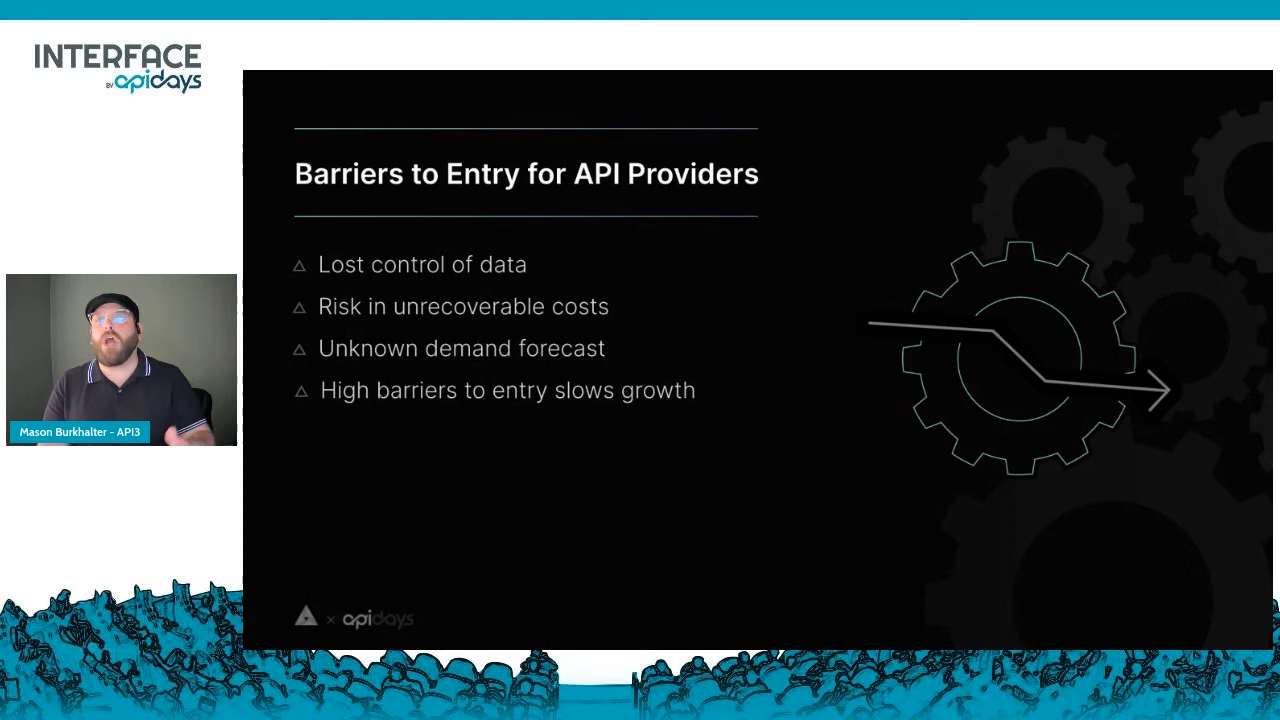 INTERFACE
BY apidays
Barriers to Entry for API Providers
Lost control of data
Risk in unrecoverable costs
Unknown demand forecast
High barriers to entry slows growth
Mason Burkhalter - API3
× apidays